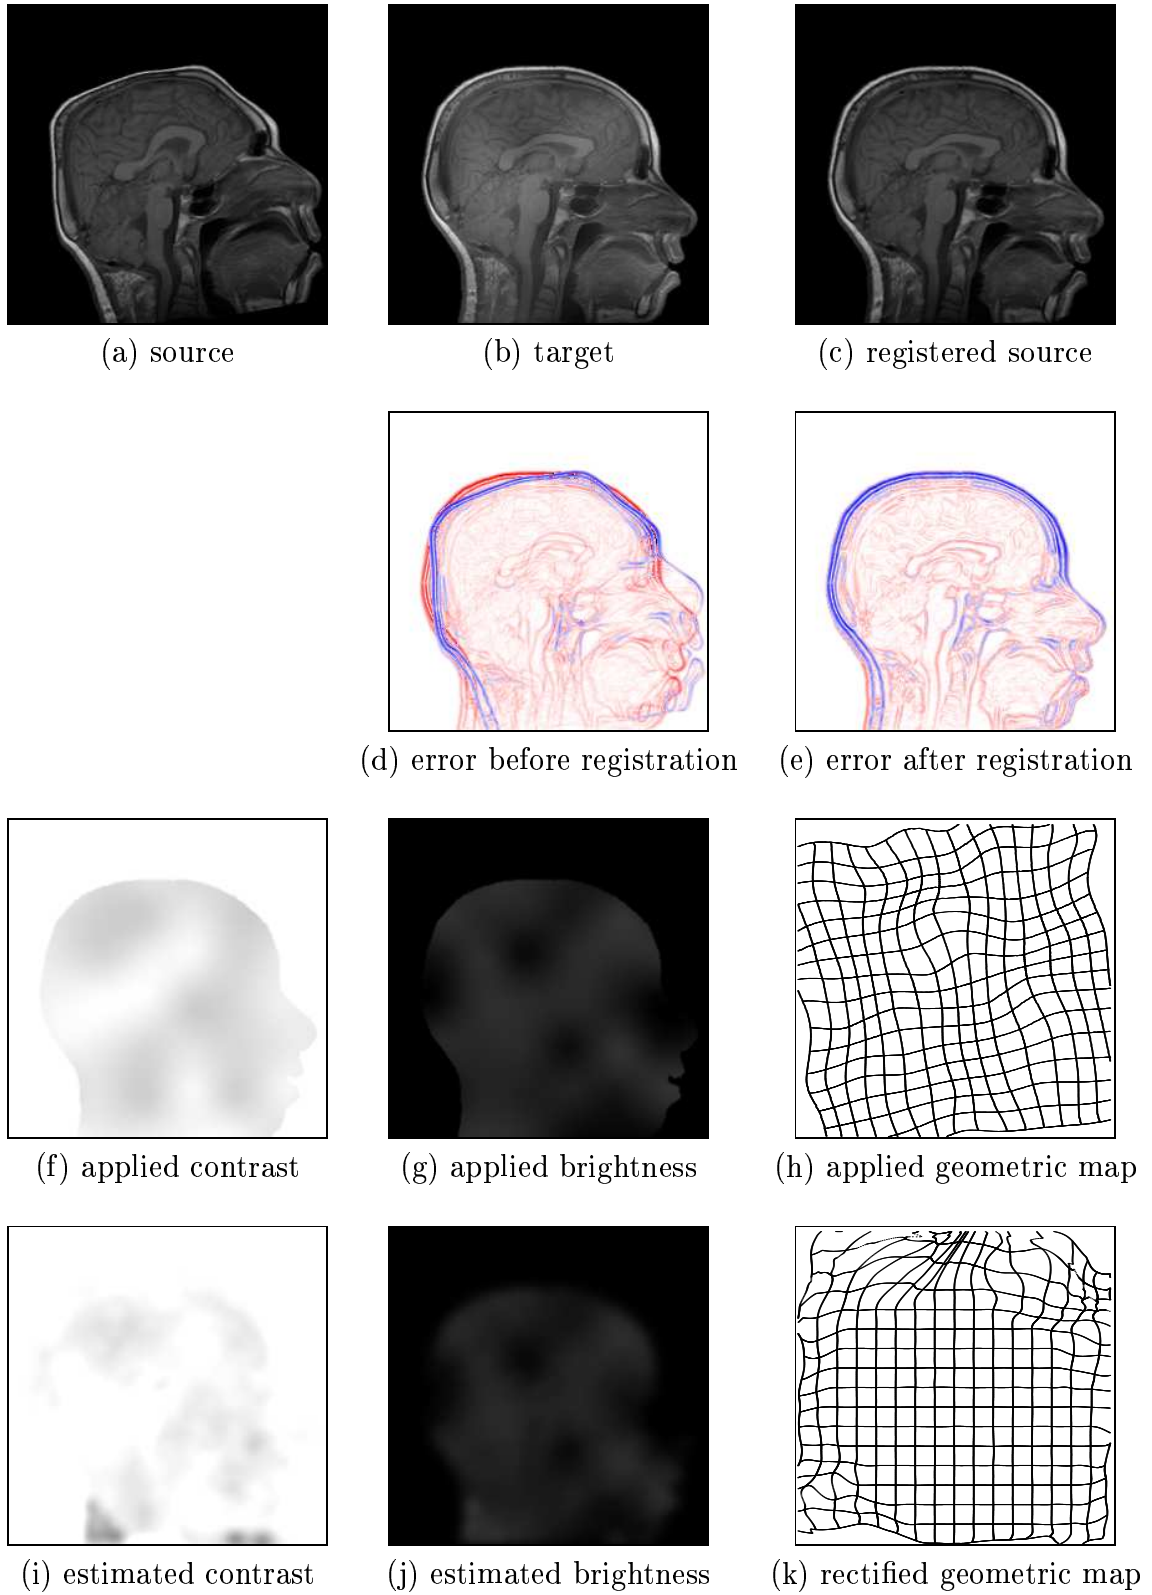 (a) source
(b) target
(c) registered source
(d) error before registration
(e) error after registration
(f) applied contrast
(g) applied brightness
(h) applied geometric map
(i) estimated contrast
(j) estimated brightness
(k) rectified geometric map